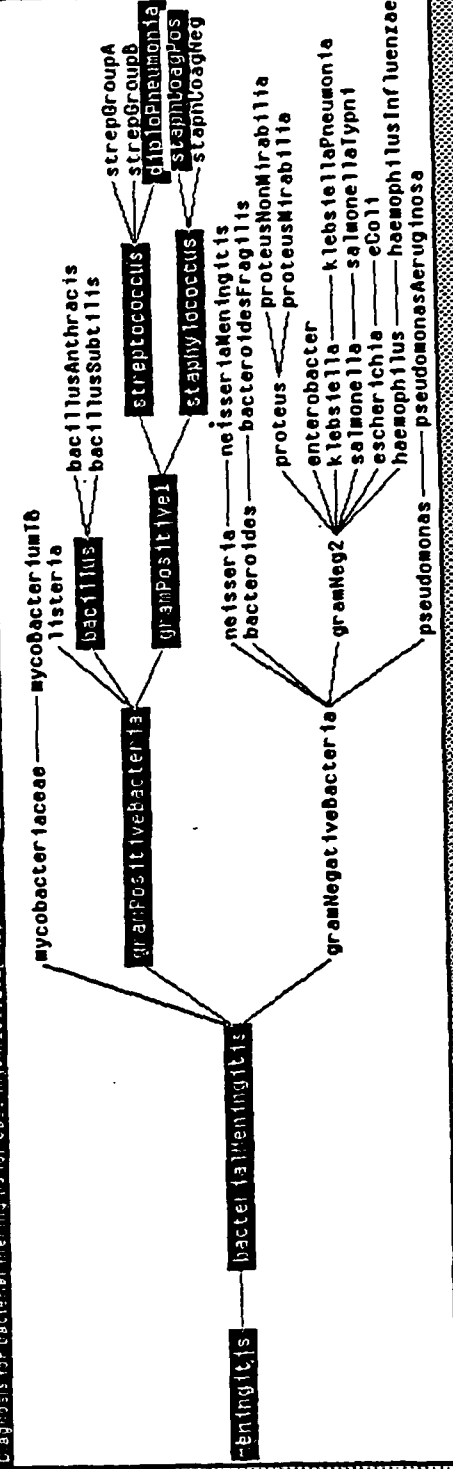 meningitis
bacterialMeningitis
mycobacteriaceae
mycobacteriumTB
gramPositiveBacteria
listeria
bacillus
bacillusAnthracis
bacillusSubtilis
gramPositive1
streptococcus
strepGroupA
strepGroupB
diploPneumonia
staphylococcus
staphCoagPos
staphCoagNeg
gramNegativeBacteria
neisseria
neisseriaMeningitis
bacteroides
bacteroidesFragilis
gramNeg2
proteus
proteusNonMirabilia
proteusMirabilia
enterobacter
klebsiella
klebsiellaPneumonia
salmonella
salmonellaTyphi
escherichia
eColi
haemophilus
haemophilusInfluenzae
pseudomonas
pseudomonasAeruginosa